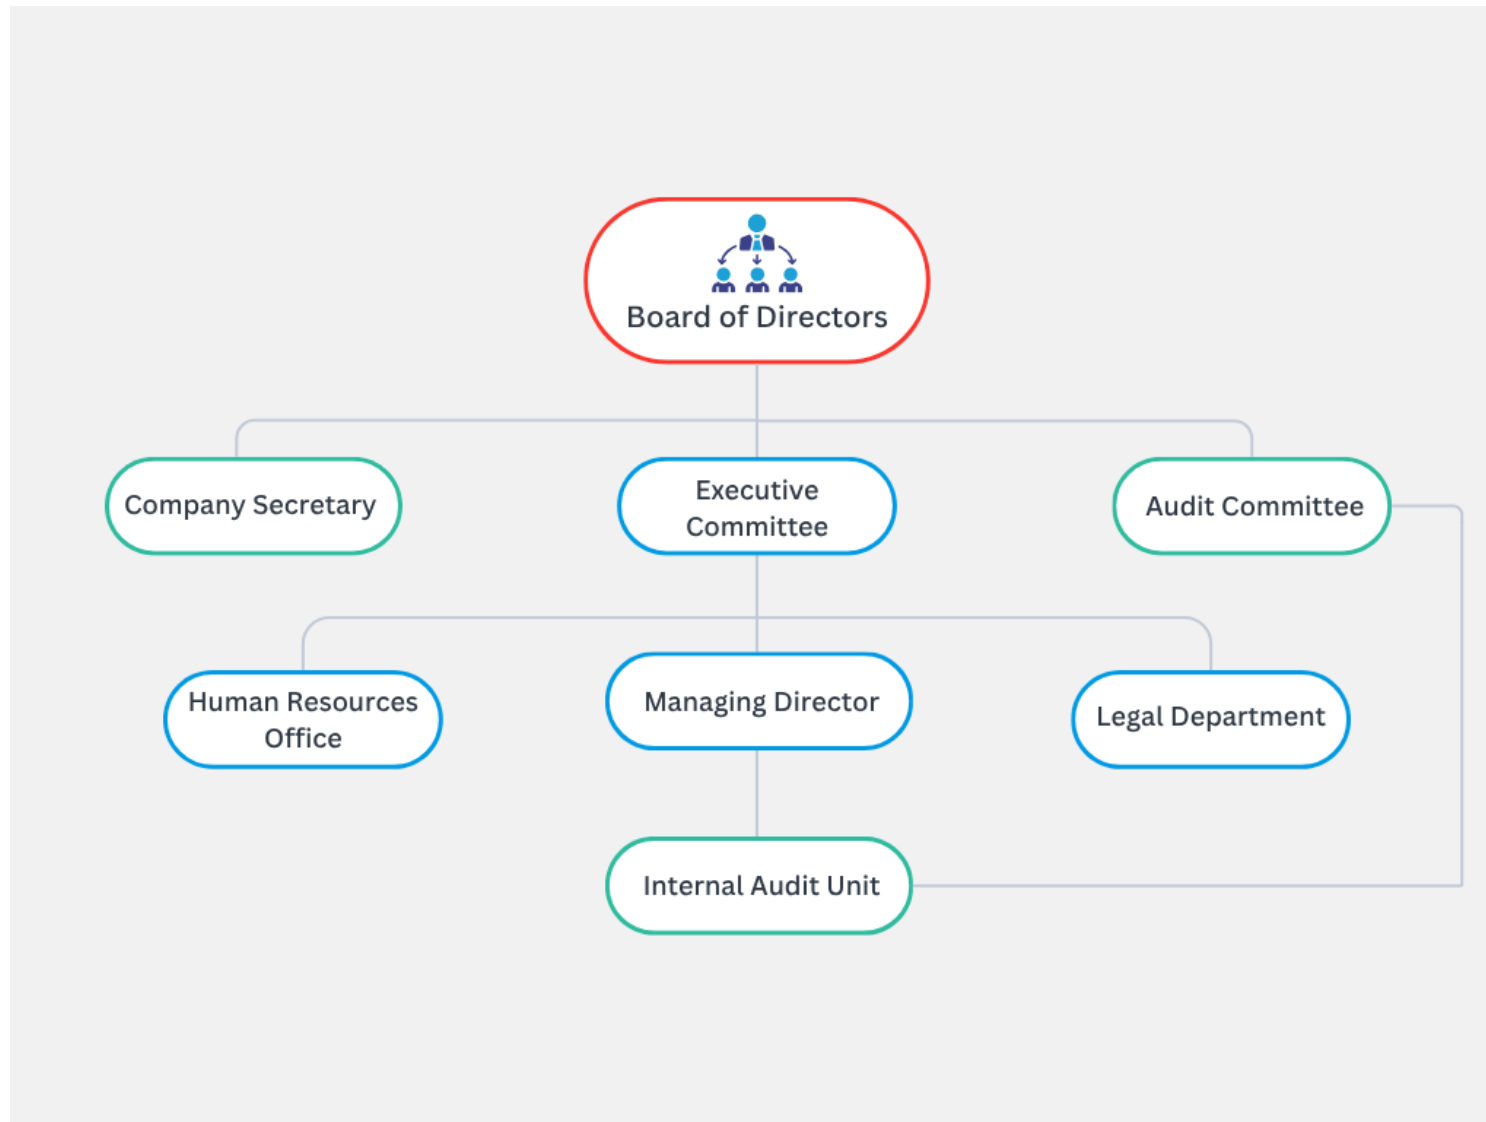 Board of Directors
Company Secretary
Executive
Committee
Audit Committee
Human Resources
Office
Managing Director
Legal Department
Internal Audit Unit